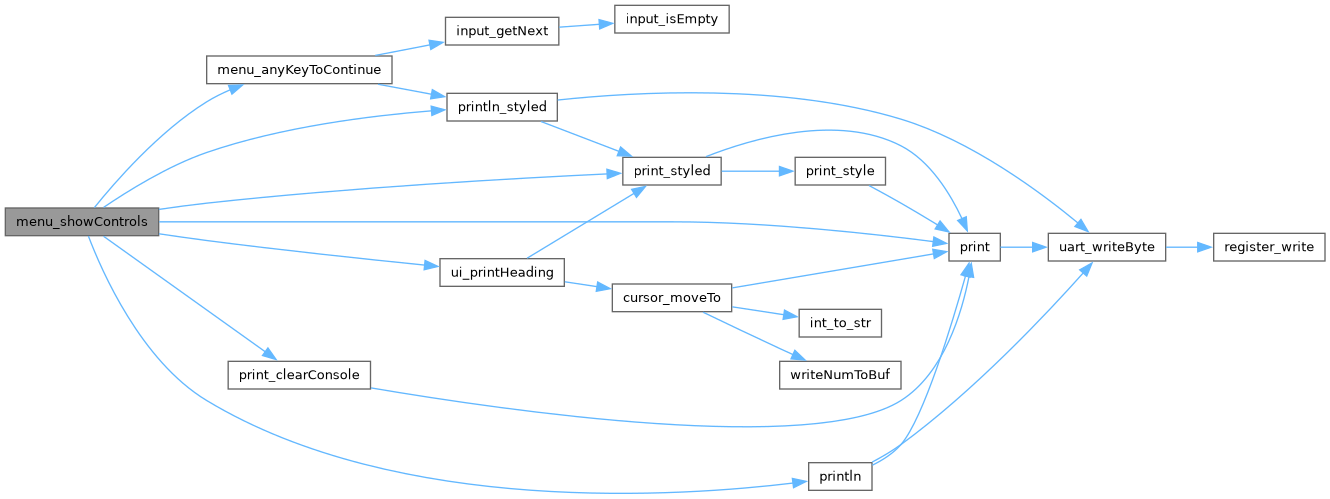 input_isEmpty
input_getNext
menu_anyKeyToContinue
println_styled
print_styled
print_style
menu_showControls
print
uart_writeByte
register_write
ui_printHeading
cursor_moveTo
int_to_str
print_clearConsole
writeNumToBuf
println